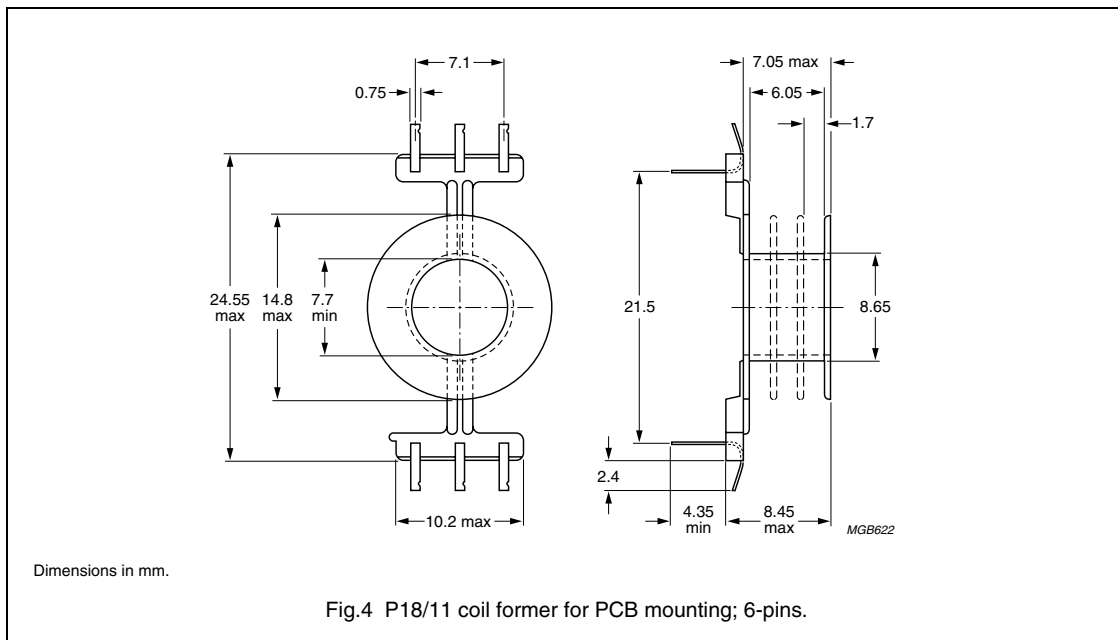 7.1
0.75
24.55
max
14.8
max
7.7
min
10.2 max
7.05 max
6.05
1.7
21.5
8.65
2.4
4.35
min
8.45
max
MGB622
Dimensions in mm.
Fig.4 P18/11 coil former for PCB mounting; 6-pins.